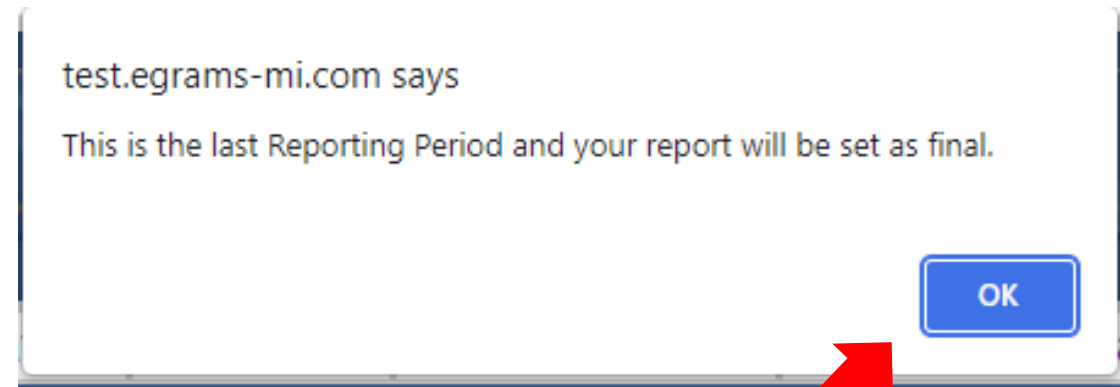 test.egrams-mi.com says
This is the last Reporting Period and your report will be set as final.
OK